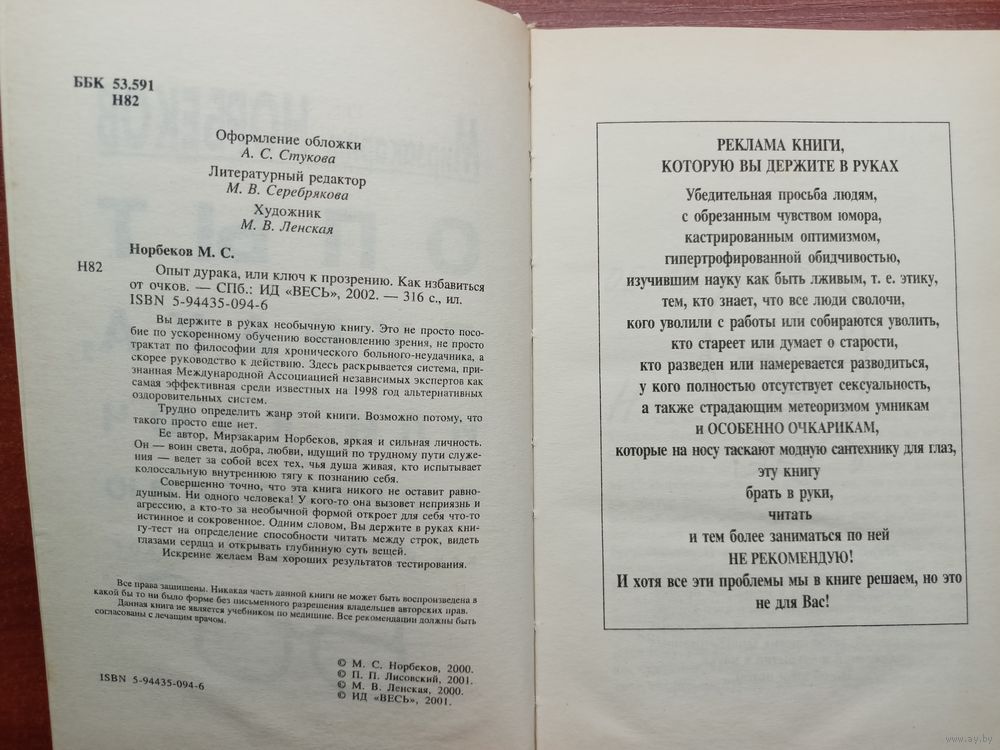 ББК 53.591
Н82
Оформление обложки
А. С. Стукова
Литературный редактор
М. В. Серебрякова
Художник
М. В. Ленская
Норбеков М. С.
Н82
Опыт дурака, или ключ к прозрению. Как избавиться
от очков. — СПб.: ИД «ВЕСЬ», 2002. — 316 с., ил.
ISBN 5-94435-094-6
Вы держите в руках необычную книгу. Это не просто посо-
бие по ускоренному обучению восстановлению зрения, не просто
трактат по философии для хронического больного-неудачника, а
скорее руководство к действию. Здесь раскрывается система, при-
знанная Международной Ассоциацией независимых экспертов как
самая эффективная среди известных на 1998 год альтернативных
оздоровительных систем.
Трудно определить жанр этой книги. Возможно потому, что
такого просто еще нет.
Ее автор, Мирзакарим Норбеков, яркая и сильная личность.
Он — воин света, добра, любви, идущий по трудному пути служе-
ния — ведет за собой всех тех, чья душа живая, кто испытывает
колоссальную внутреннюю тягу к познанию себя.
Совершенно точно, что эта книга никого не оставит равно-
душным. Ни одного человека! У кого-то она вызовет неприязнь и
агрессию, а кто-то за необычной формой откроет для себя что-то
истинное и сокровенное. Одним словом, Вы держите в руках кни-
гу-тест на определение способности читать между строк, видеть
глазами сердца и открывать глубинную суть вещей.
Искренне желаем Вам хороших результатов тестирования.
Все права защищены. Никакая часть данной книги не может быть воспроизведена в
какой бы то ни было форме без письменного разрешения владельцев авторских прав.
Данная книга не является учебником по медицине. Все рекомендации должны быть
согласованы с лечащим врачом.
© М. С. Норбеков, 2000.
© П. П. Лисовский, 2001.
© М. В. Ленская, 2000.
© ИД «ВЕСЬ», 2001.
ISBN 5-94435-094-6
РЕКЛАМА КНИГИ,
КОТОРУЮ ВЫ ДЕРЖИТЕ В РУКАХ
Убедительная просьба людям,
с обрезанным чувством юмора,
кастрированным оптимизмом,
гипертрофированной обидчивостью,
изучившим науку как быть лживым, т. е. этику,
тем, кто знает, что все люди сволочи,
кого уволили с работы или собираются уволить,
кто стареет или думает о старости,
кто разведен или намеревается разводиться,
у кого полностью отсутствует сексуальность,
а также страдающим метеоризмом умникам
и ОСОБЕННО ОЧКАРИКАМ,
которые на носу таскают модную сантехнику для глаз,
эту книгу
брать в руки,
читать
и тем более заниматься по ней
НЕ РЕКОМЕНДУЮ!
И хотя все эти проблемы мы в книге решаем, но это
не для Вас!
www.ay.by